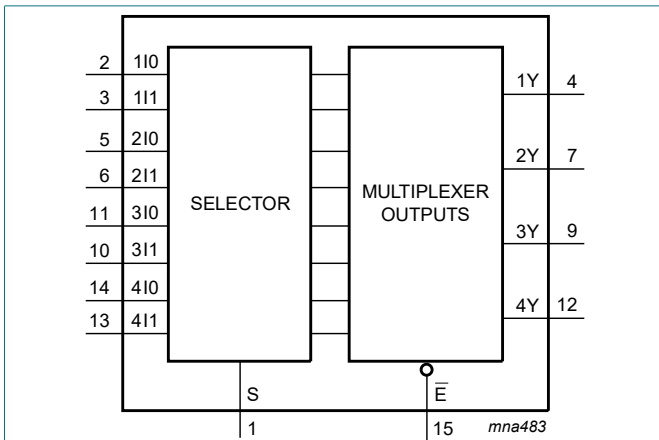 2 1I0
3 1I1
5 2I0
6 2I1
11 3I0
10 3I1
14 4I0
13 4I1
SELECTOR
MULTIPLEXER
OUTPUTS
1Y 4
2Y 7
3Y 9
4Y 12
S
1
E̅
15
mna483